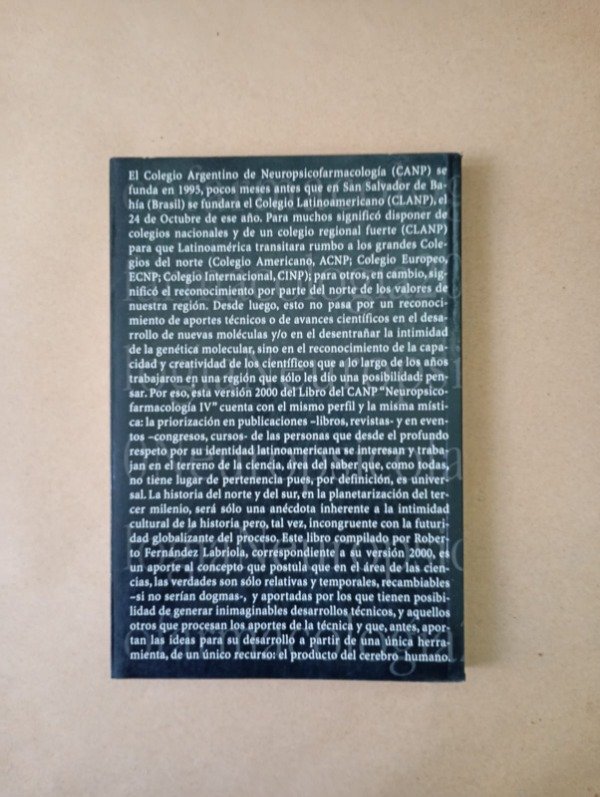 El Colegio Argentino de Neuropsicofarmacología (CANP) se
funda en 1995, pocos meses antes que en San Salvador de Ba-
hía (Brasil) se fundara el Colegio Latinoamericano (CLANP), el
24 de Octubre de ese año. Para muchos significó disponer de
colegios nacionales y de un colegio regional fuerte (CLANP)
para que Latinoamérica transitara rumbo a los grandes Cole-
gios del norte (Colegio Americano, ACNP; Colegio Europeo,
ECNP; Colegio Internacional, CINP); para otros, en cambio, sig-
nificó el reconocimiento por parte del norte de los valores de
nuestra región. Desde luego, esto no pasa por un reconoci-
miento de aportes técnicos o de avances científicos en el desa-
rrollo de nuevas moléculas y/o en el desentrañar la intimidad
de la genética molecular, sino en el reconocimiento de la capa-
cidad y creatividad de los científicos que a lo largo de los años
trabajaron en una región que sólo les dio una posibilidad: pen-
sar. Por eso, esta versión 2000 del Libro del CANP "Neuropsico-
farmacología IV" cuenta con el mismo perfil y la misma místi-
ca: la priorización en publicaciones –libros, revistas- y en even-
tos –congresos, cursos- de las personas que desde el profundo
respeto por su identidad latinoamericana se interesan y traba-
jan en el terreno de la ciencia, área del saber que, como todas,
no tiene lugar de pertenencia pues, por definición, es univer-
sal. La historia del norte y del sur, en la planetarización del ter-
cer milenio, será sólo una anécdota inherente a la intimidad
cultural de la historia pero, tal vez, incongruente con la futuri-
dad globalizante del proceso. Este libro compilado por Rober-
to Fernández Labriola, correspondiente a su versión 2000, es
un aporte al concepto que postula que en el área de las cien-
cias, las verdades son sólo relativas y temporales, recambiables
–si no serían dogmas-, y aportadas por los que tienen posibi-
lidad de generar inimaginables desarrollos técnicos, y aquellos
otros que procesan los aportes de la técnica y que, antes, apor-
tan las ideas para su desarrollo a partir de una única herra-
mienta, de un único recurso: el producto del cerebro humano.